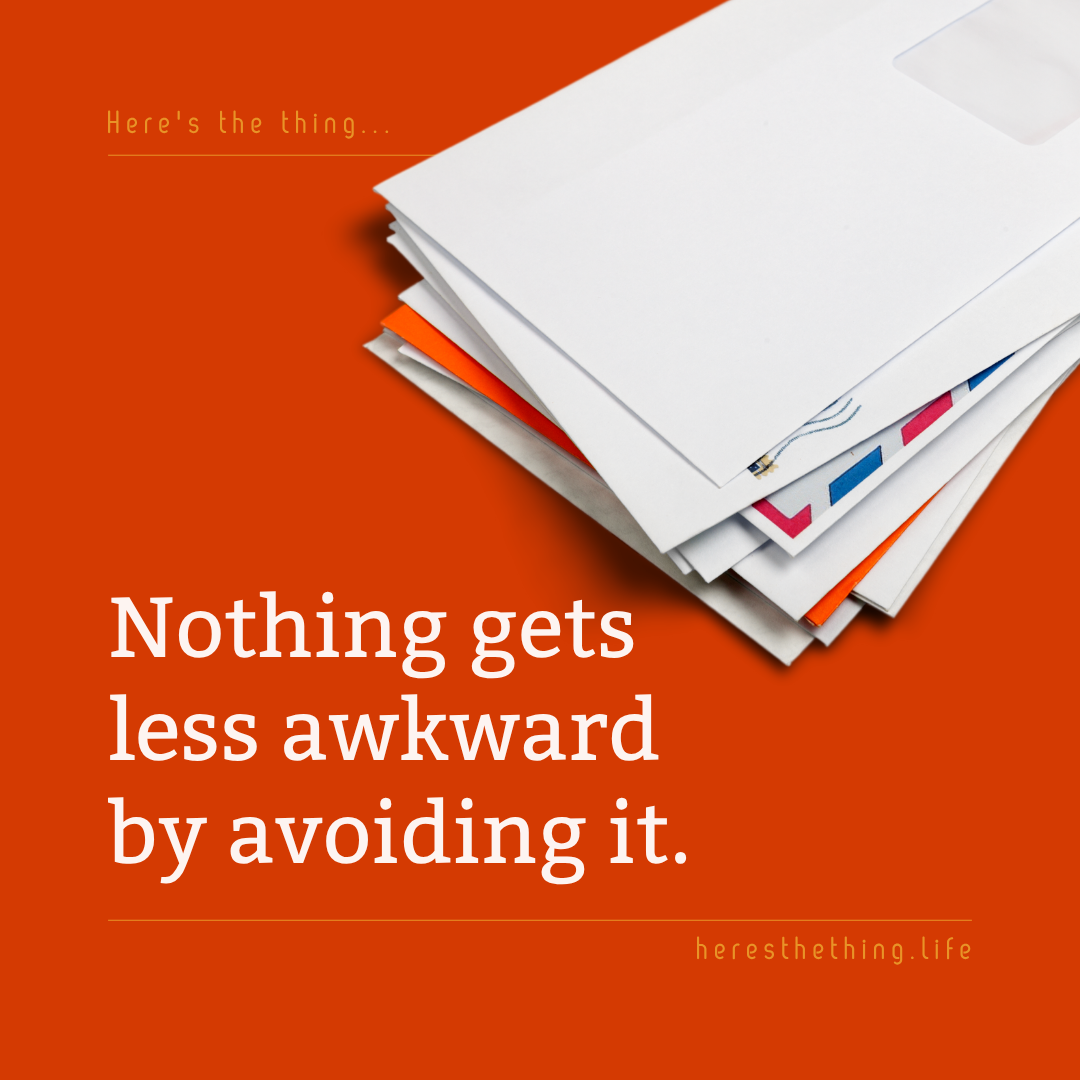 Here's the thing...
Nothing gets
less awkward
by avoiding it.
heresthething.life